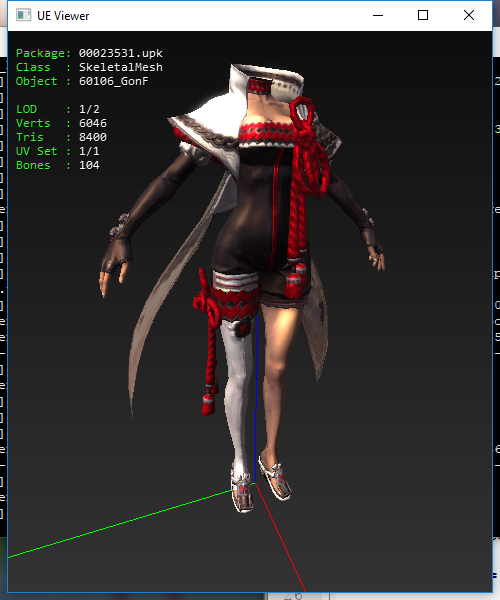 UE Viewer
Package: 00023531.upk
Class : SkeletalMesh
Object : 60106_GonF
LOD : 1/2
Verts : 6046
Tris : 8400
UV Set : 1/1
Bones : 104